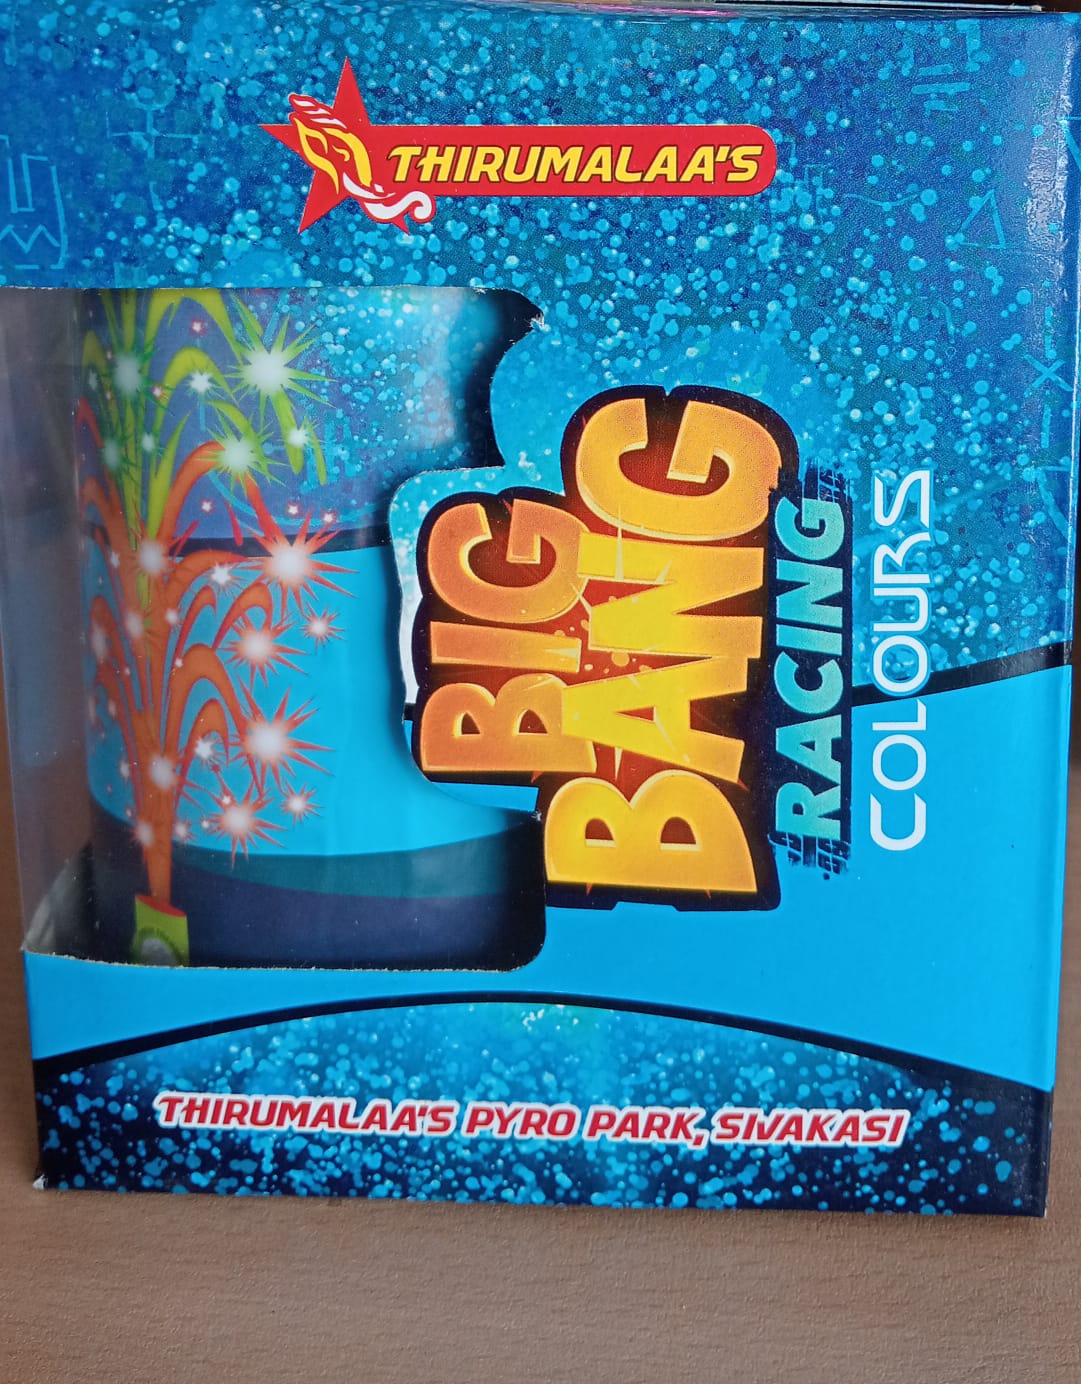 THIRUMALAA'S
BIG
BANG
RACING
COLOURS
THIRUMALAA'S PYRO PARK, SIVAKASI